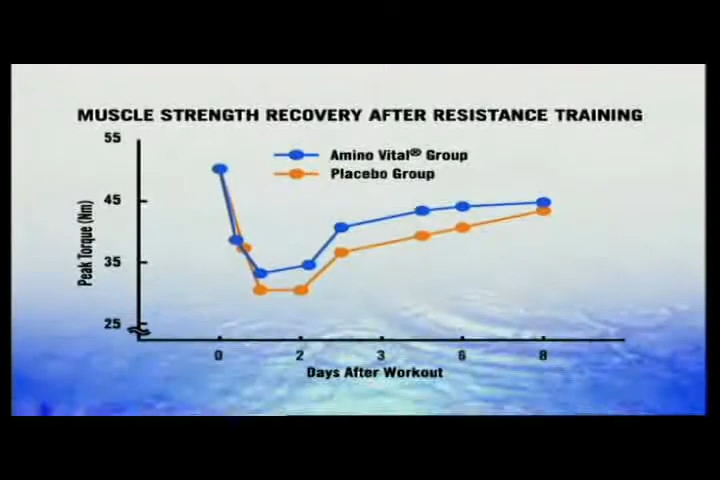 MUSCLE STRENGTH RECOVERY AFTER RESISTANCE TRAINING
55
45
35
25
Peak Torque (Nm)
Amino Vital® Group
Placebo Group
0 2 3 6 8
Days After Workout